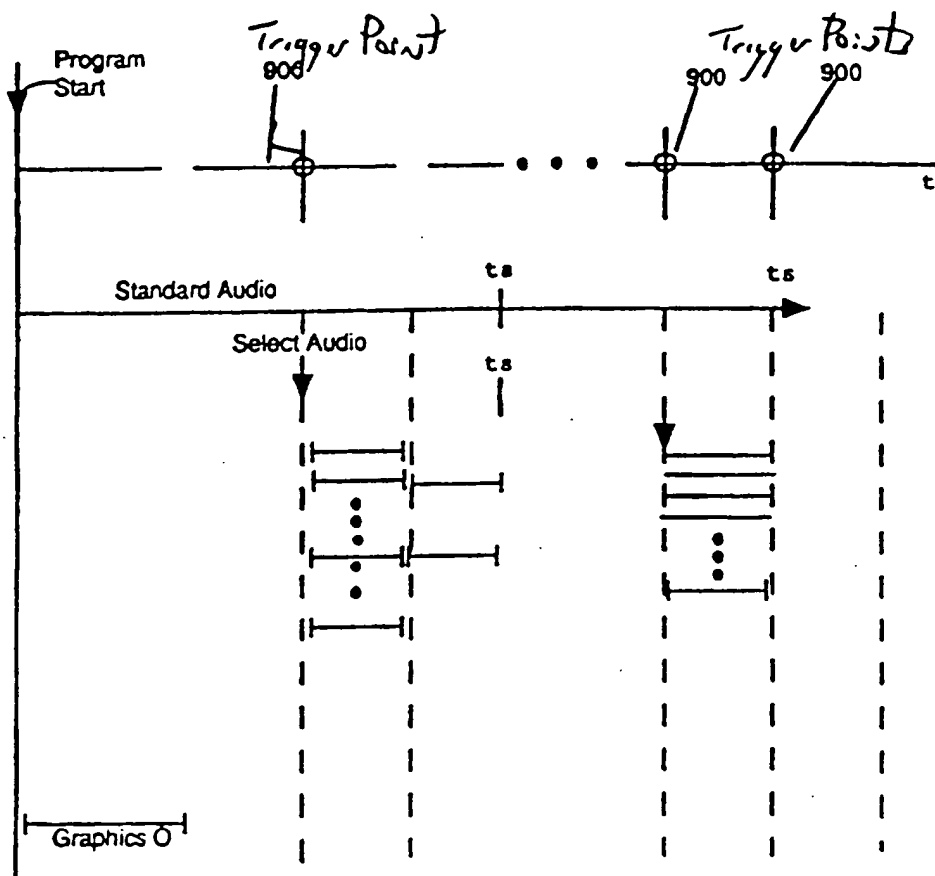 Trigger Point
Trigger Points
Program
Start
900
900
900
t
ts
ts
Standard Audio
Select Audio
ts
Graphics O